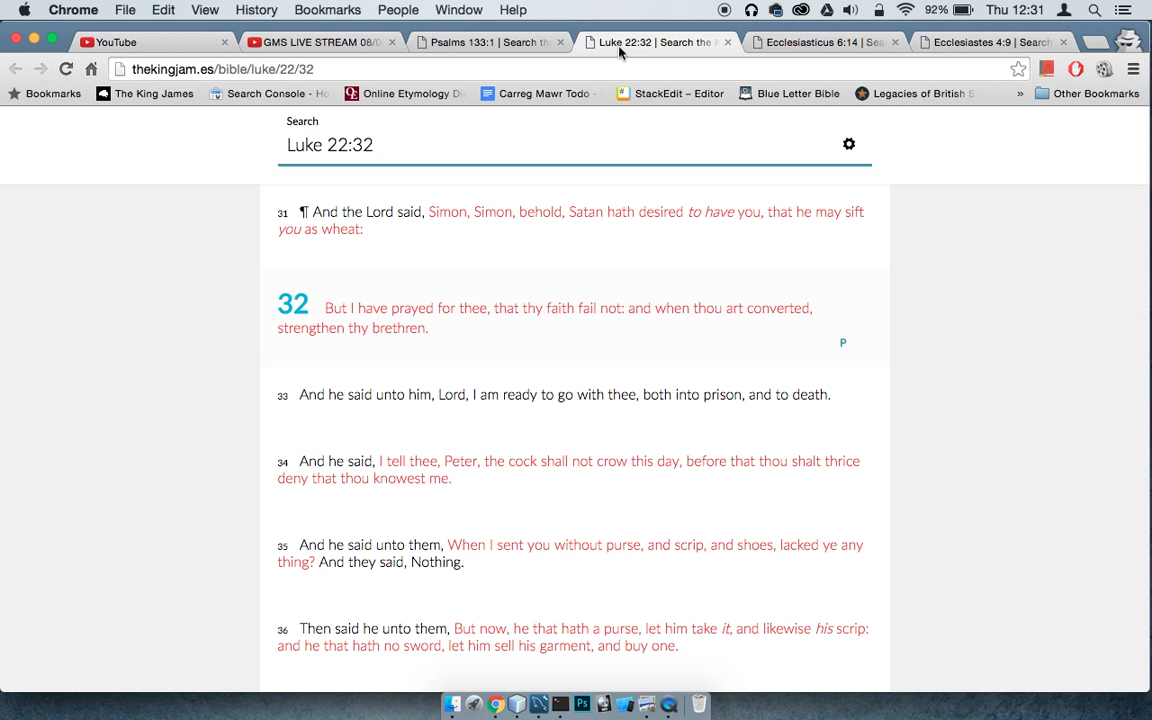 Chrome File Edit View History Bookmarks People Window Help 92% Thu 12:31
YouTube GMS LIVE STREAM 08/0 Psalms 133:1 | Search the Luke 22:32 | Search the Ecclesiasticus 6:14 | Sea Ecclesiastes 4:9 | Search
thekingjam.es/bible/luke/22/32
Bookmarks The King James Search Console - Ho Online Etymology Di Carreg Mawr Todo - StackEdit – Editor Blue Letter Bible Legacies of British S » Other Bookmarks
Search
Luke 22:32
31 ¶ And the Lord said, Simon, Simon, behold, Satan hath desired to have you, that he may sift
you as wheat:
32 But I have prayed for thee, that thy faith fail not: and when thou art converted,
strengthen thy brethren.
P
33 And he said unto him, Lord, I am ready to go with thee, both into prison, and to death.
34 And he said, I tell thee, Peter, the cock shall not crow this day, before that thou shalt thrice
deny that thou knowest me.
35 And he said unto them, When I sent you without purse, and scrip, and shoes, lacked ye any
thing? And they said, Nothing.
36 Then said he unto them, But now, he that hath a purse, let him take it, and likewise his scrip:
and he that hath no sword, let him sell his garment, and buy one.
Ps